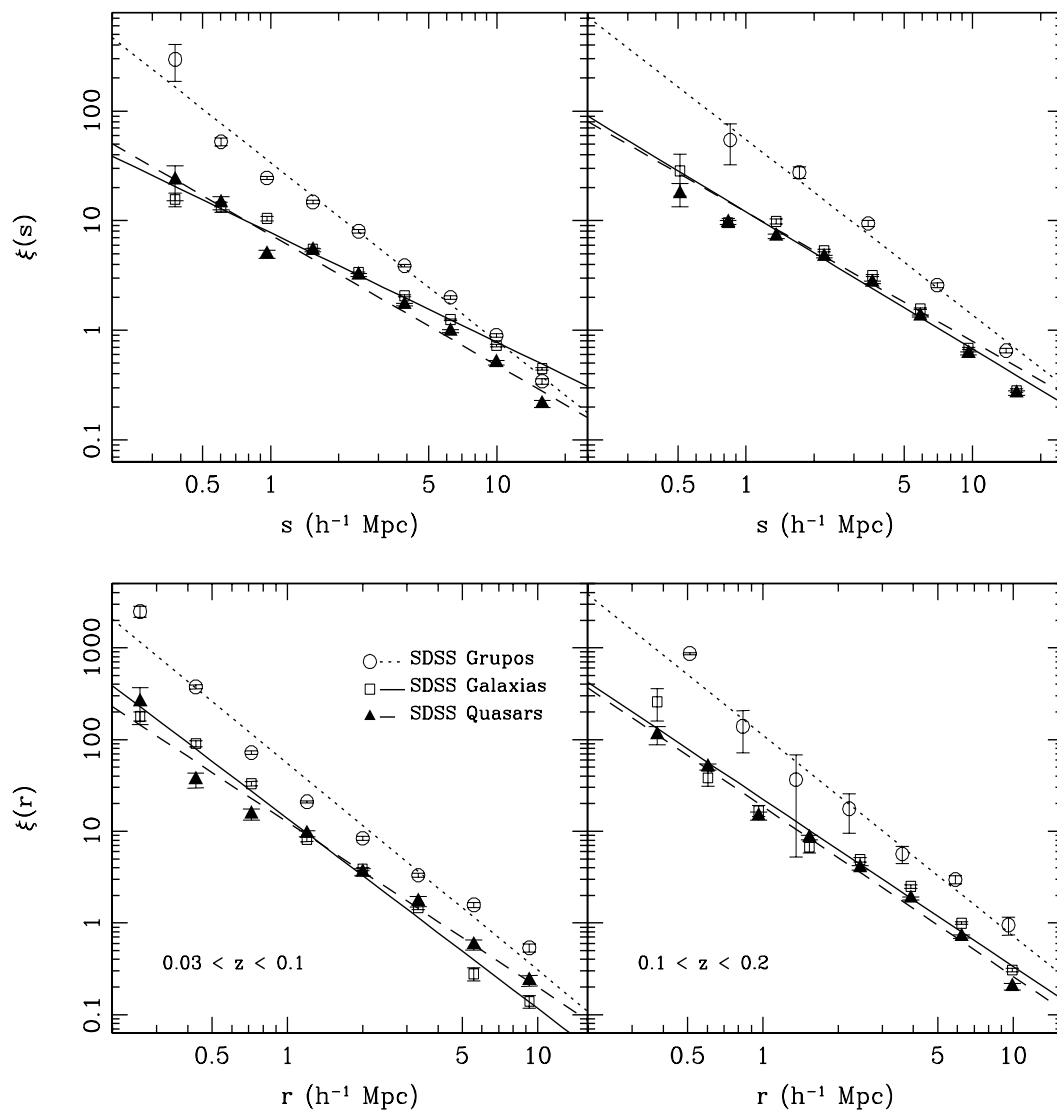 ξ(s)
100
10
1
0.1
0.5
1
5
10
s (h⁻¹ Mpc)
0.5
1
5
10
s (h⁻¹ Mpc)
ξ(r)
1000
100
10
1
0.1
SDSS Grupos
SDSS Galaxias
SDSS Quasars
0.03 < z < 0.1
0.1 < z < 0.2
0.5
1
5
10
r (h⁻¹ Mpc)
0.5
1
5
10
r (h⁻¹ Mpc)